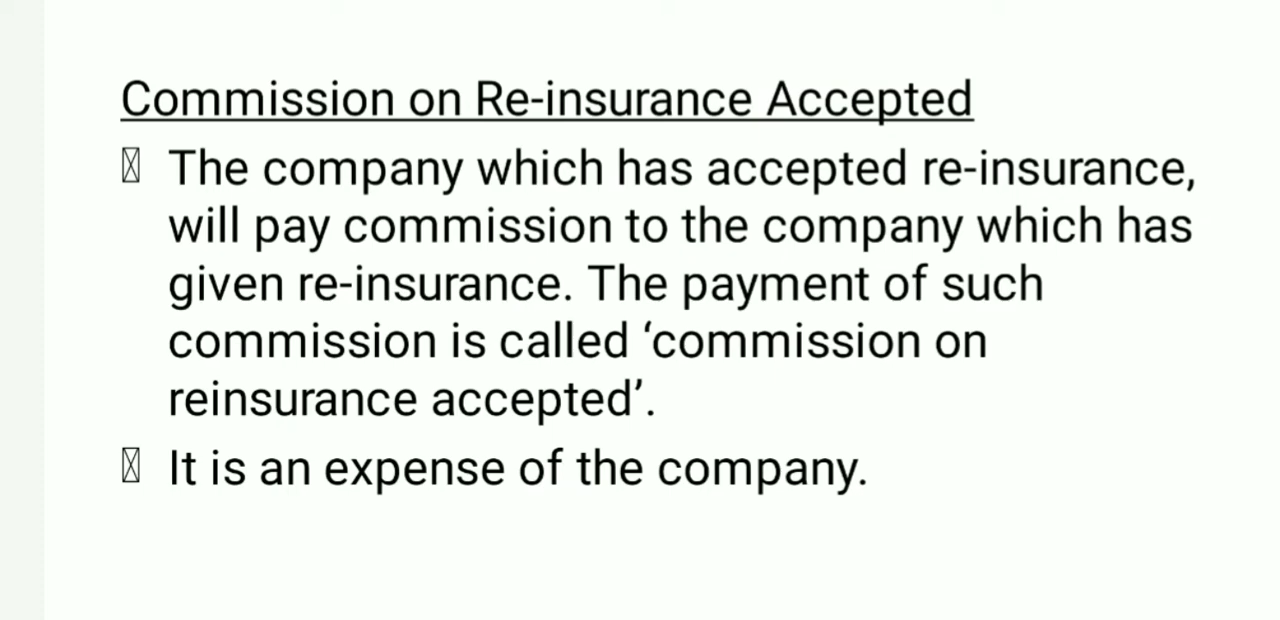 Commission on Re-insurance Accepted
The company which has accepted re-insurance,
will pay commission to the company which has
given re-insurance. The payment of such
commission is called ‘commission on
reinsurance accepted’.
It is an expense of the company.